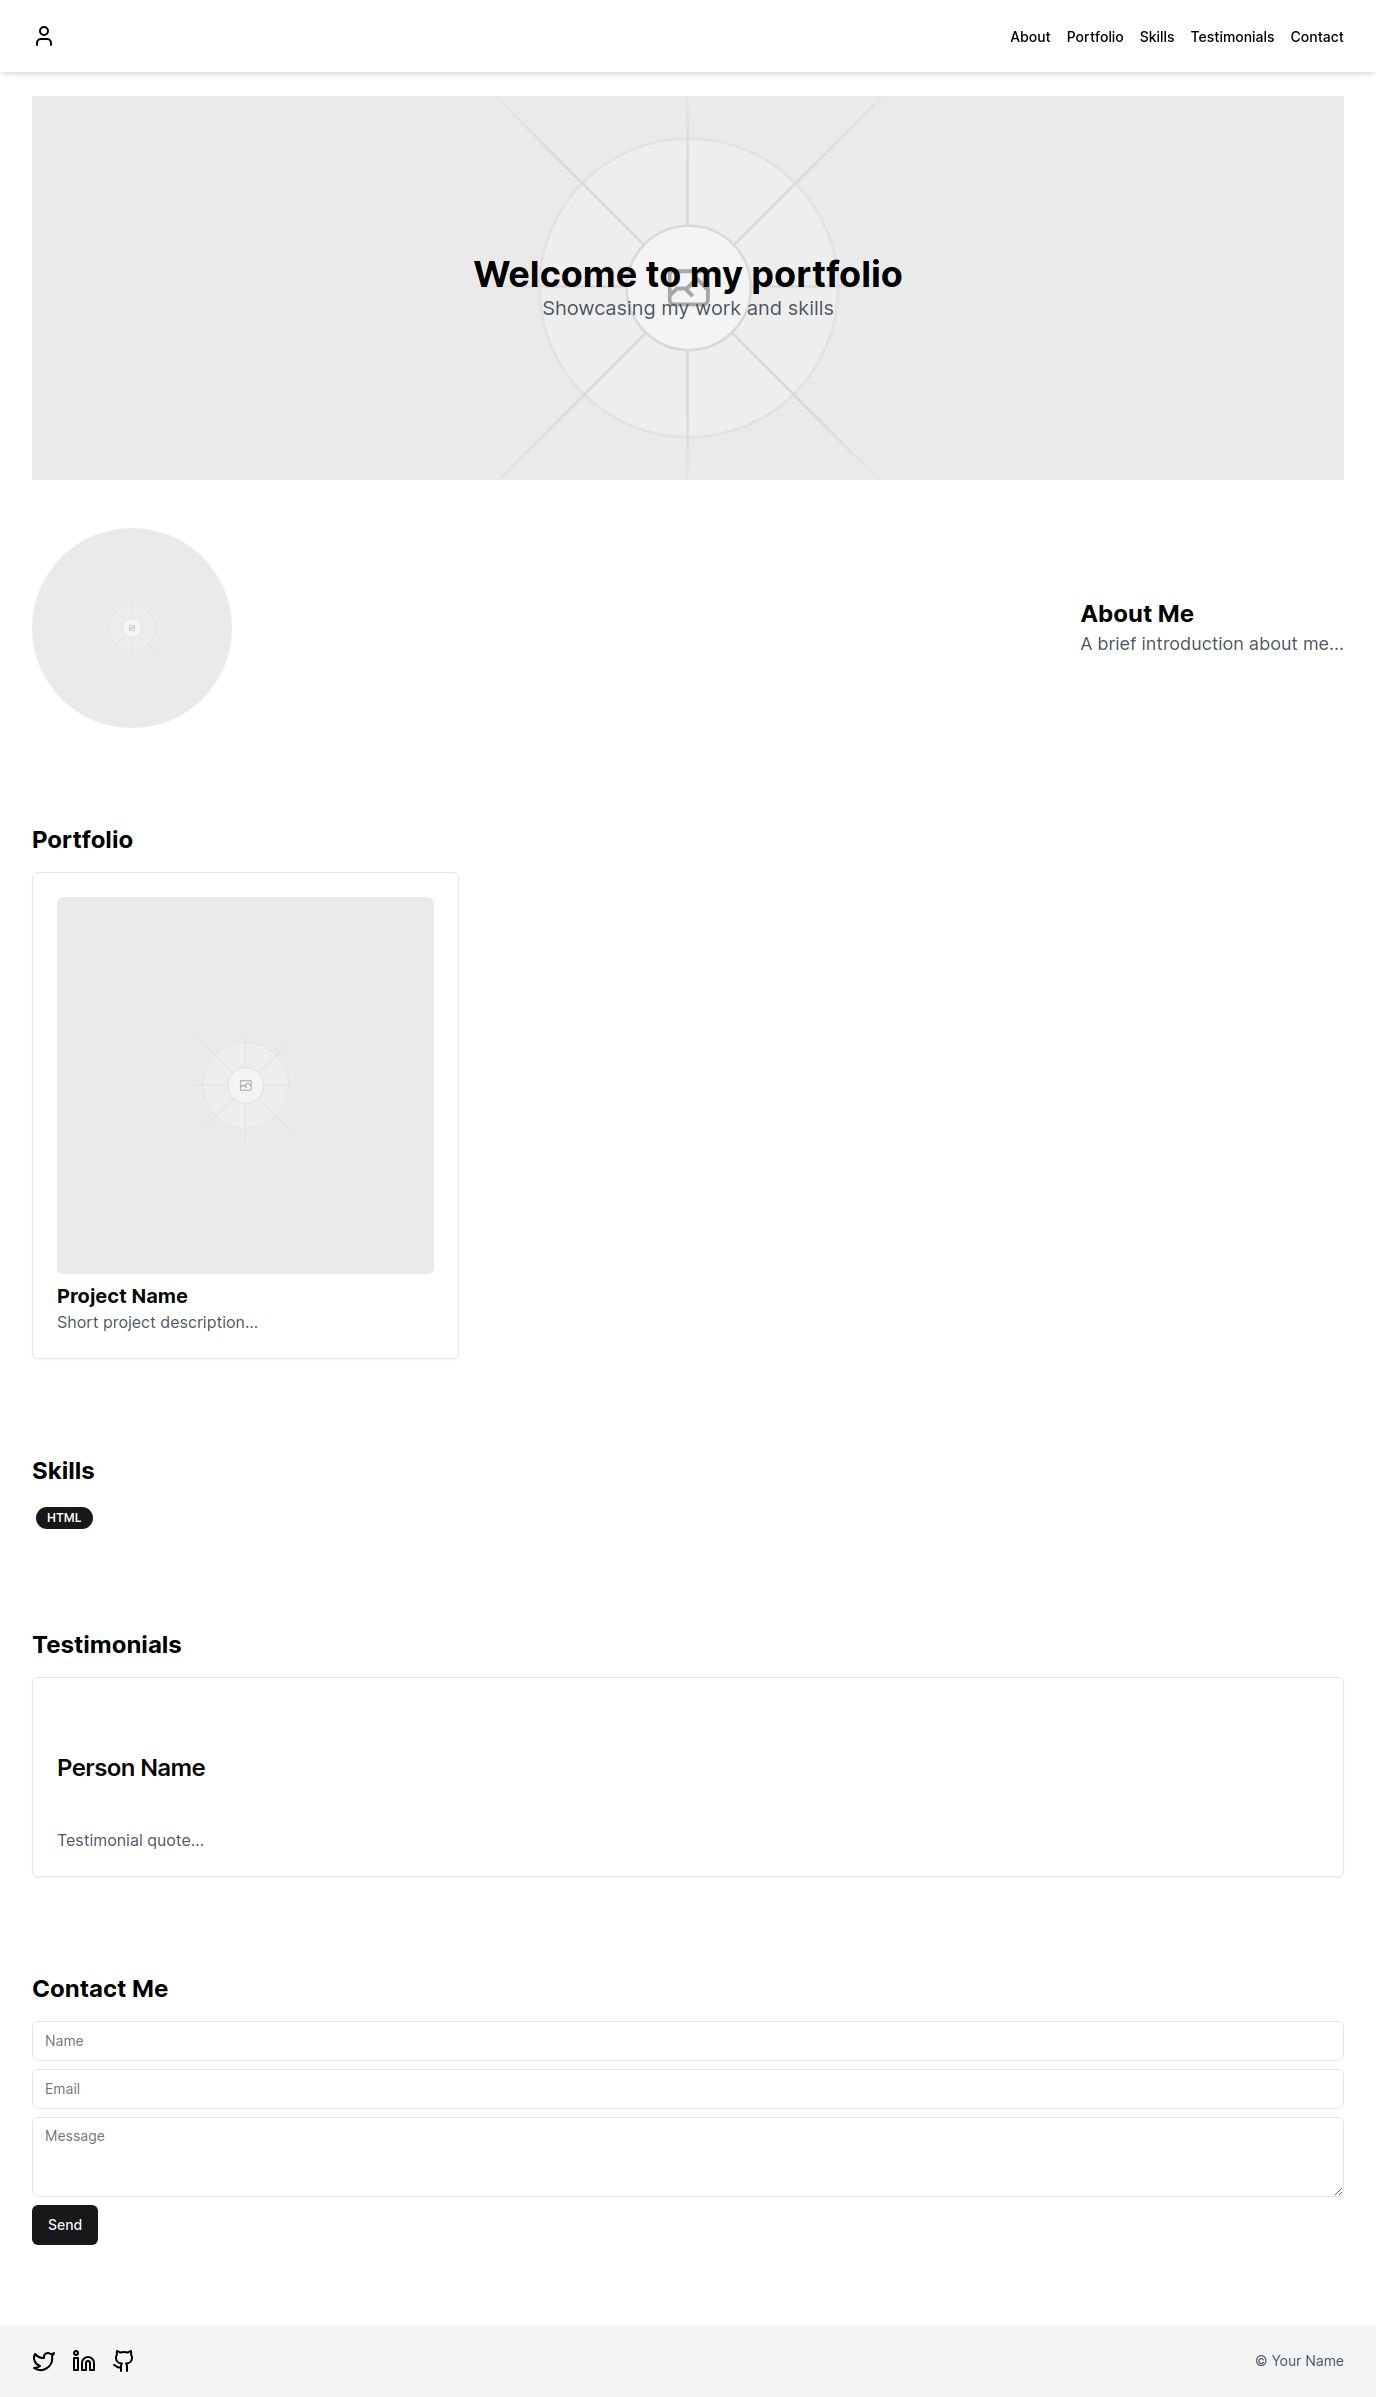 About Portfolio Skills Testimonials Contact
Welcome to my portfolio
Showcasing my work and skills
About Me
A brief introduction about me...
Portfolio
Project Name
Short project description...
Skills
HTML
Testimonials
Person Name
Testimonial quote...
Contact Me
Name
Email
Message
Send
© Your Name